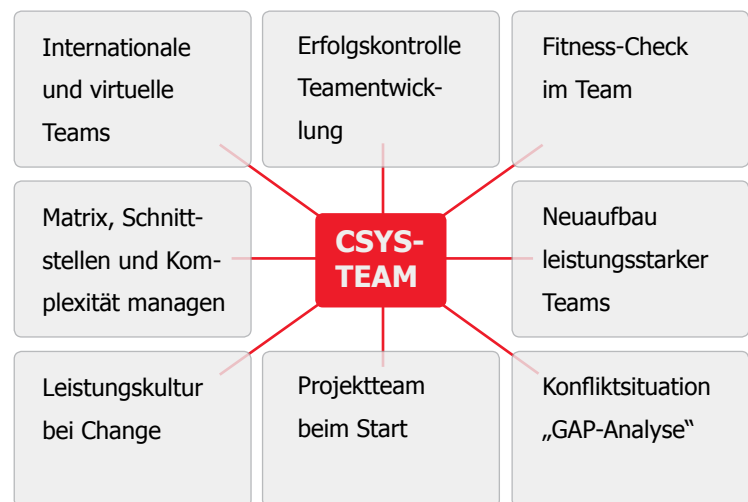 Internationale
und virtuelle
Teams
Erfolgskontrolle
Teamentwick-
lung
Fitness-Check
im Team
Matrix, Schnitt-
stellen und Kom-
plexität managen
CSYS-
TEAM
Neuaufbau
leistungsstarker
Teams
Leistungskultur
bei Change
Projektteam
beim Start
Konfliktsituation
„GAP-Analyse“